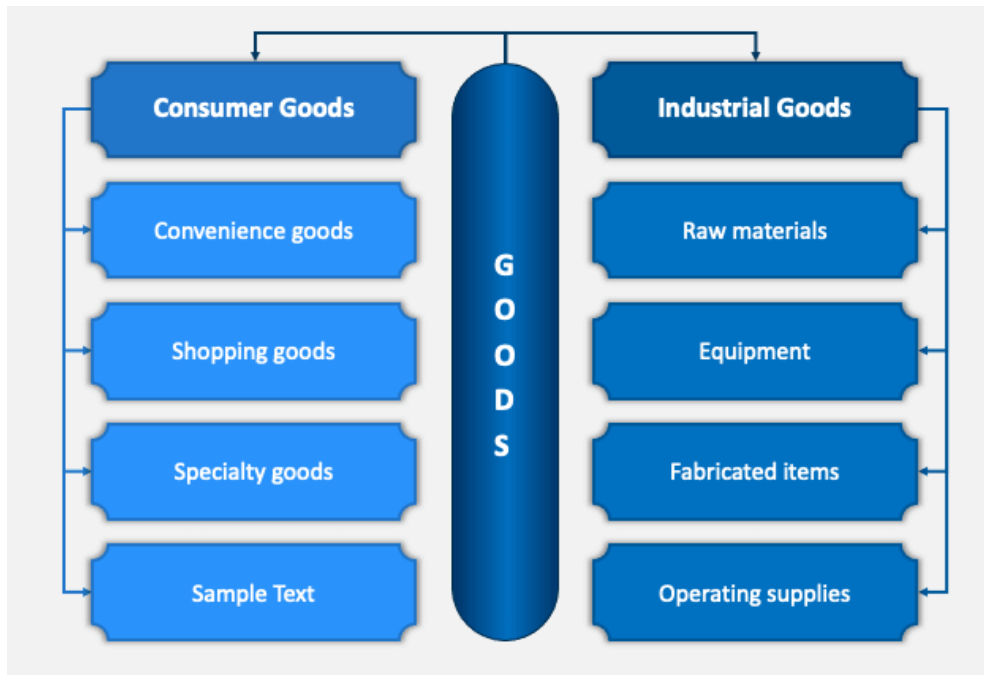 Consumer Goods
Convenience goods
Shopping goods
Specialty goods
Sample Text
GOODS
Industrial Goods
Raw materials
Equipment
Fabricated items
Operating supplies